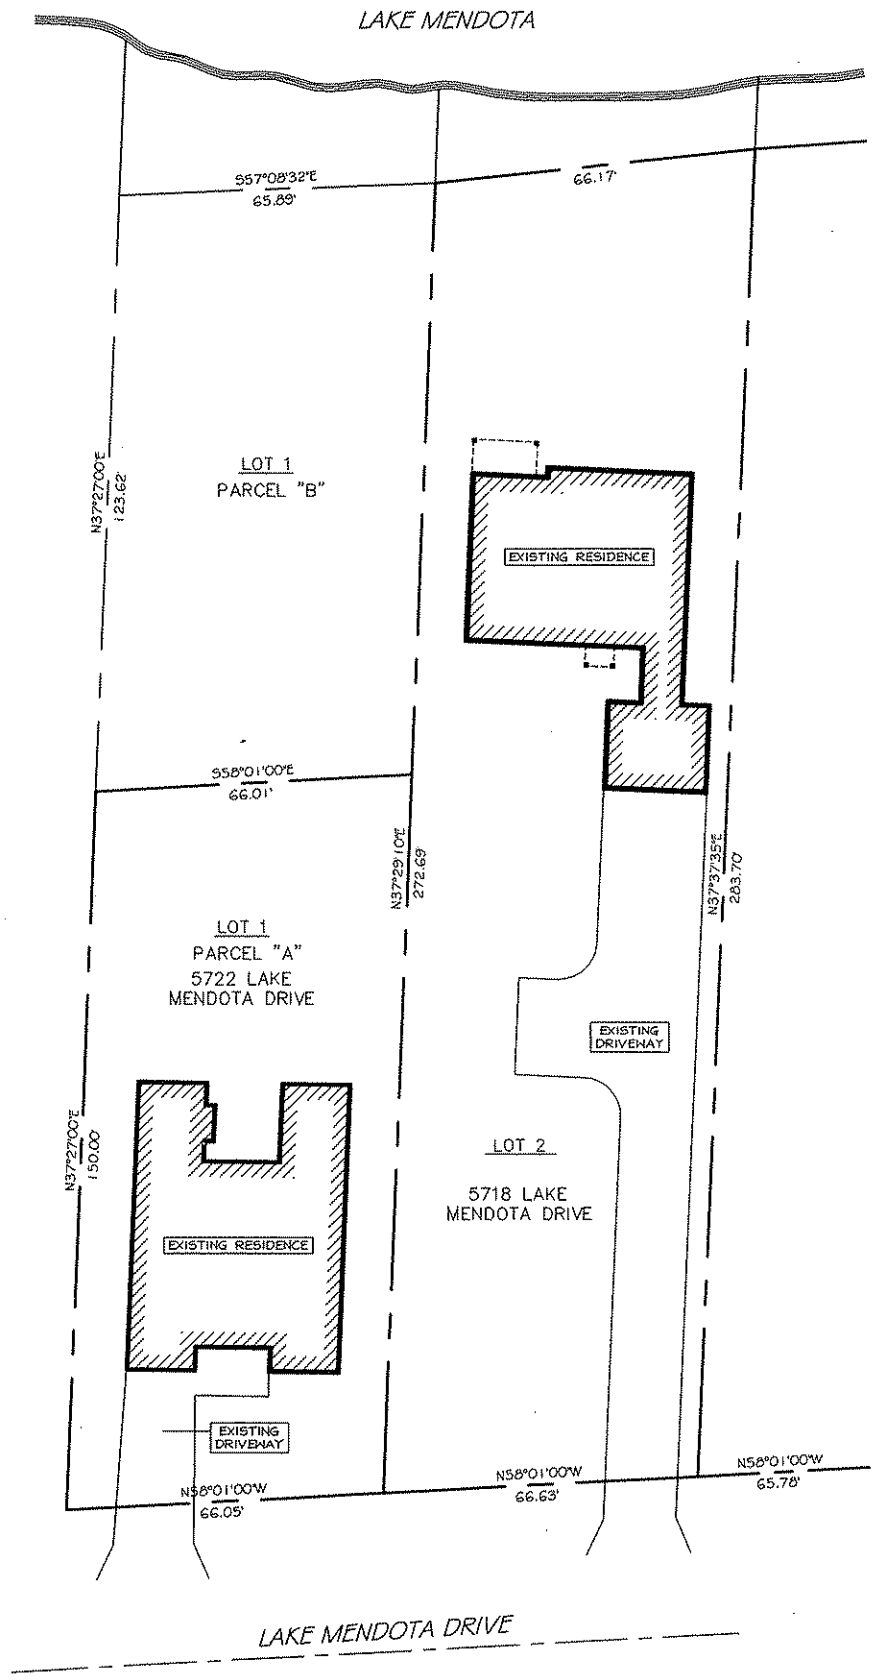 LAKE MENDOTA
S57°08'32"E
65.89'
66.17'
LOT 1
PARCEL "B"
N37°27'00"E
123.62'
EXISTING RESIDENCE
S58°01'00"E
66.01'
N37°29'10"E
272.69'
N37°37'35"E
283.70'
LOT 1
PARCEL "A"
5722 LAKE
MENDOTA DRIVE
EXISTING
DRIVEWAY
N37°27'00"E
150.00'
LOT 2
5718 LAKE
MENDOTA DRIVE
EXISTING RESIDENCE
EXISTING
DRIVEWAY
N58°01'00"W
66.05'
N58°01'00"W
66.63'
N58°01'00"W
65.78'
LAKE MENDOTA DRIVE